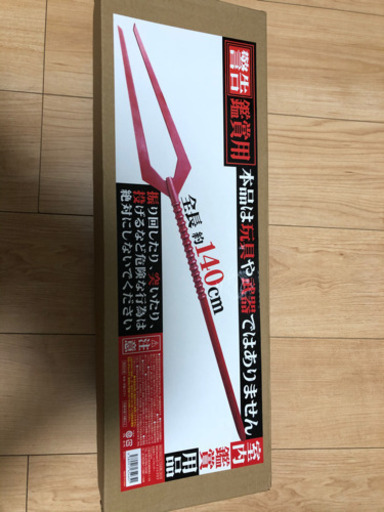 警告
鑑賞用
本品は玩具や武器ではありません
全長 約140cm
振り回したり、突いたり、
投げるなど危険な行為は
絶対にしないでください
注意
室内
鑑賞
用品